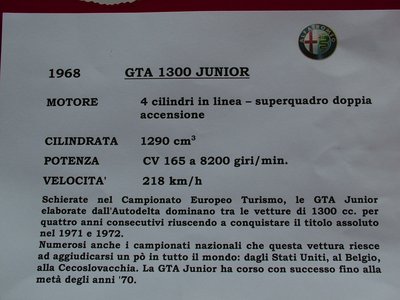 1968 GTA 1300 JUNIOR
MOTORE 4 cilindri in linea – superquadro doppia
accensione
CILINDRATA 1290 cm³
POTENZA CV 165 a 8200 giri/min.
VELOCITA' 218 km/h
Schierate nel Campionato Europeo Turismo, le GTA Junior
elaborate dall'Autodelta dominano tra le vetture di 1300 cc. per
quattro anni consecutivi riuscendo a conquistare il titolo assoluto
nel 1971 e 1972.
Numerosi anche i campionati nazionali che questa vettura riesce
ad aggiudicarsi un pò in tutto il mondo: dagli Stati Uniti, al Belgio,
alla Cecoslovacchia. La GTA Junior ha corso con successo fino alla
metà degli anni '70.